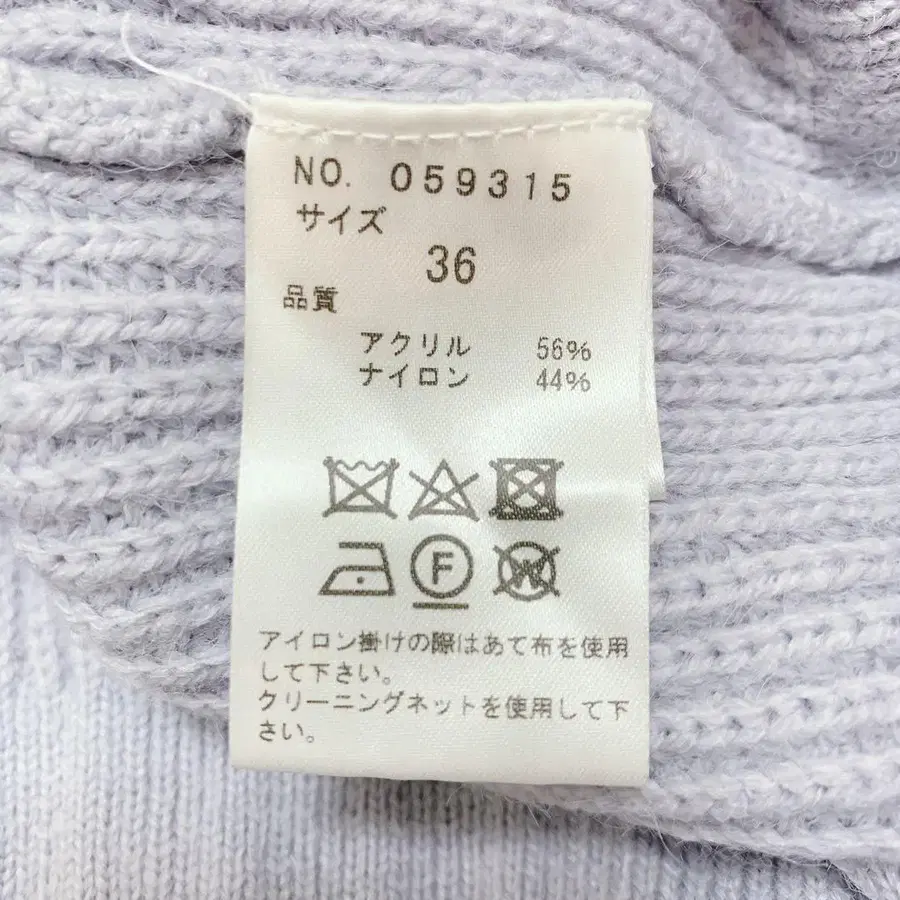 NO. 059315
サイズ
36
品質
アクリル 56%
ナイロン 44%
F W
アイロン掛けの際はあて布を使用
して下さい。
クリーニングネットを使用して下
さい。